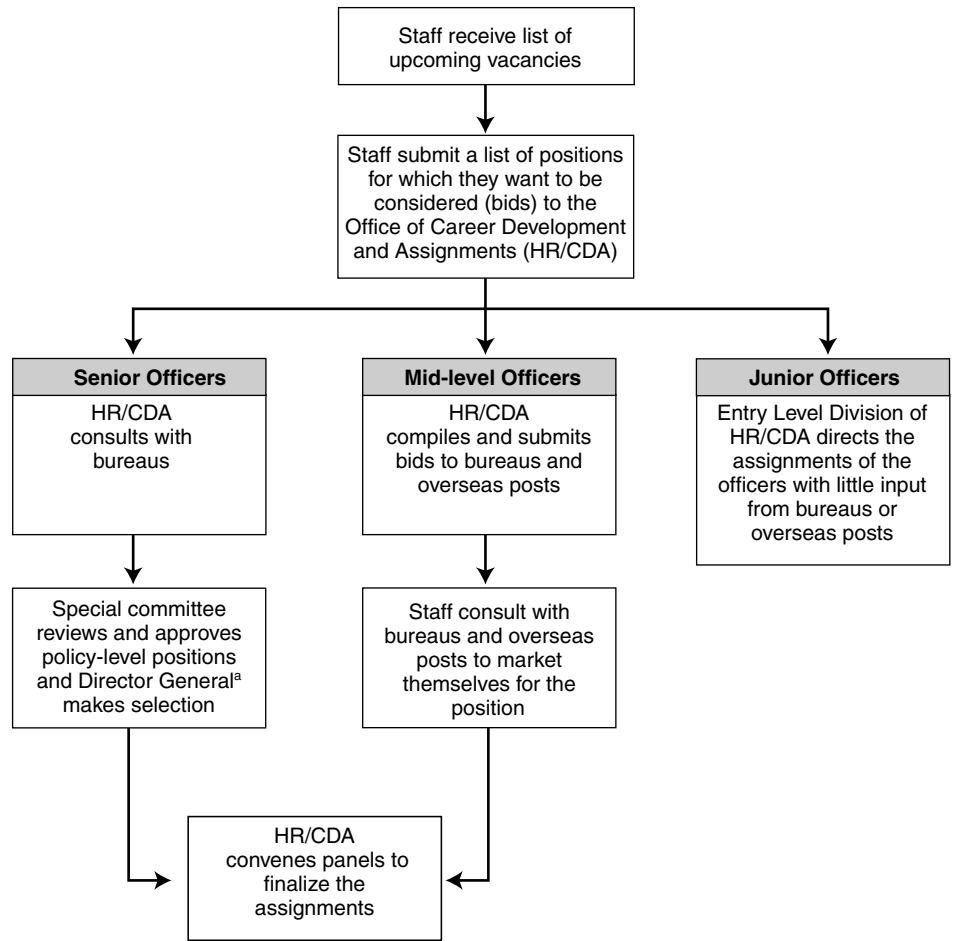 Staff receive list of
upcoming vacancies
Staff submit a list of positions
for which they want to be
considered (bids) to the
Office of Career Development
and Assignments (HR/CDA)
Senior Officers
HR/CDA
consults with
bureaus
Mid-level Officers
HR/CDA
compiles and submits
bids to bureaus and
overseas posts
Junior Officers
Entry Level Division of
HR/CDA directs the
assignments of the
officers with little input
from bureaus or
overseas posts
Special committee
reviews and approves
policy-level positions
and Director Generalᵃ
makes selection
Staff consult with
bureaus and overseas
posts to market
themselves for the
position
HR/CDA
convenes panels to
finalize the
assignments